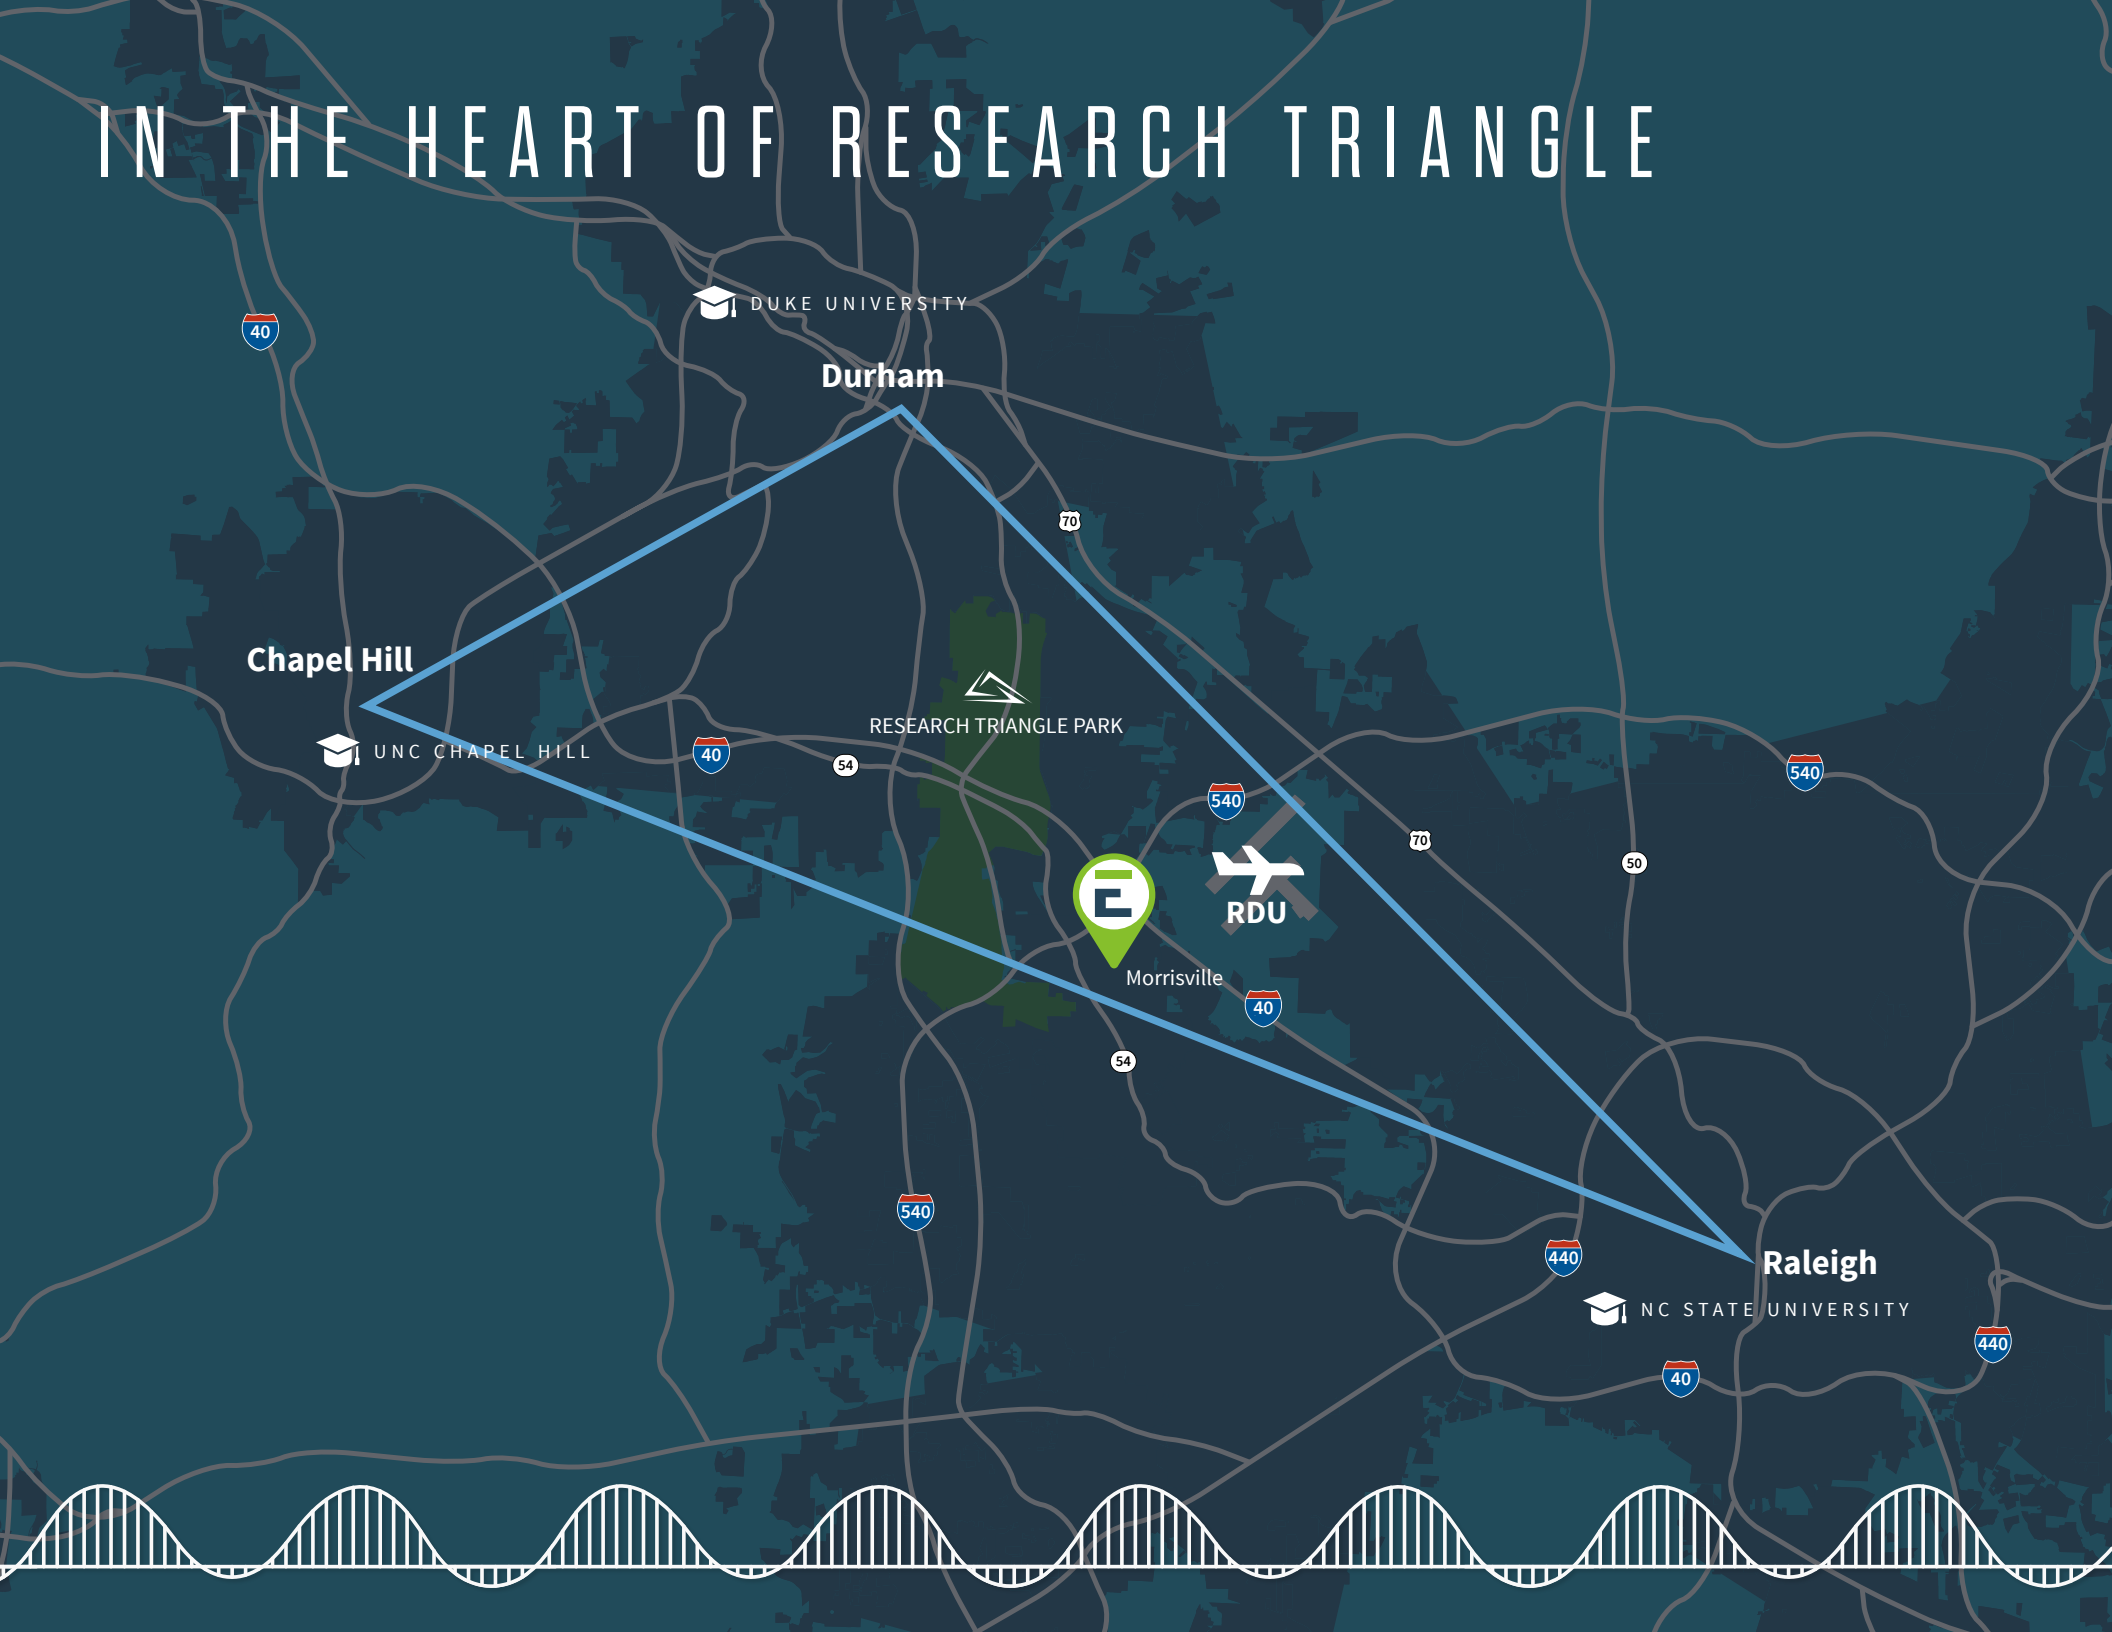 IN THE HEART OF RESEARCH TRIANGLE
DUKE UNIVERSITY
40
Durham
70
Chapel Hill
RESEARCH TRIANGLE PARK
UNC CHAPEL HILL
40
54
540
540
70
50
E
RDU
Morrisville
40
54
540
440
Raleigh
NC STATE UNIVERSITY
440
40